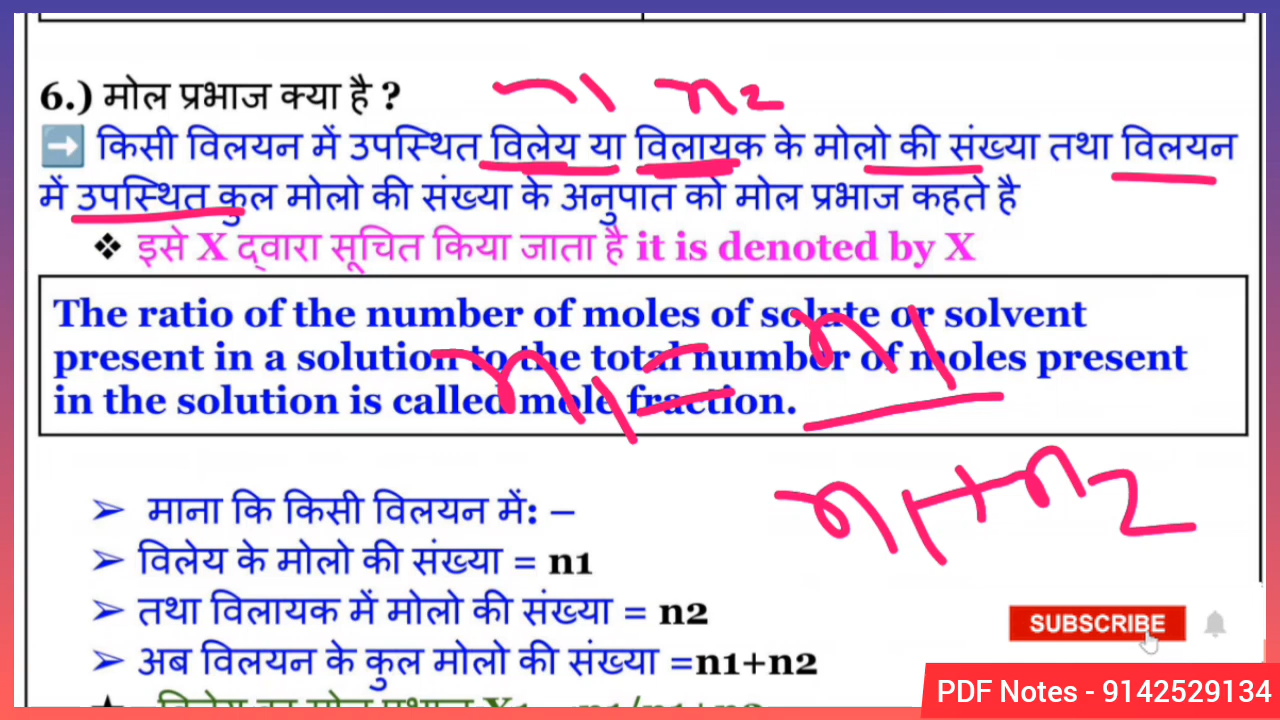 6.) मोल प्रभाज क्या है ?
n1 n2
➡ किसी विलयन में उपस्थित विलेय या विलायक के मोलो की संख्या तथा विलयन
में उपस्थित कुल मोलो की संख्या के अनुपात को मोल प्रभाज कहते है
❖ इसे X द्वारा सूचित किया जाता है it is denoted by X
The ratio of the number of moles of solute or solvent
present in a solution to the total number of moles present
in the solution is called mole fraction.
n1 = n1
n1+n2
➢ माना कि किसी विलयन में: –
➢ विलेय के मोलो की संख्या = n1
➢ तथा विलायक में मोलो की संख्या = n2
SUBSCRIBE
➢ अब विलयन के कुल मोलो की संख्या =n1+n2
PDF Notes - 9142529134